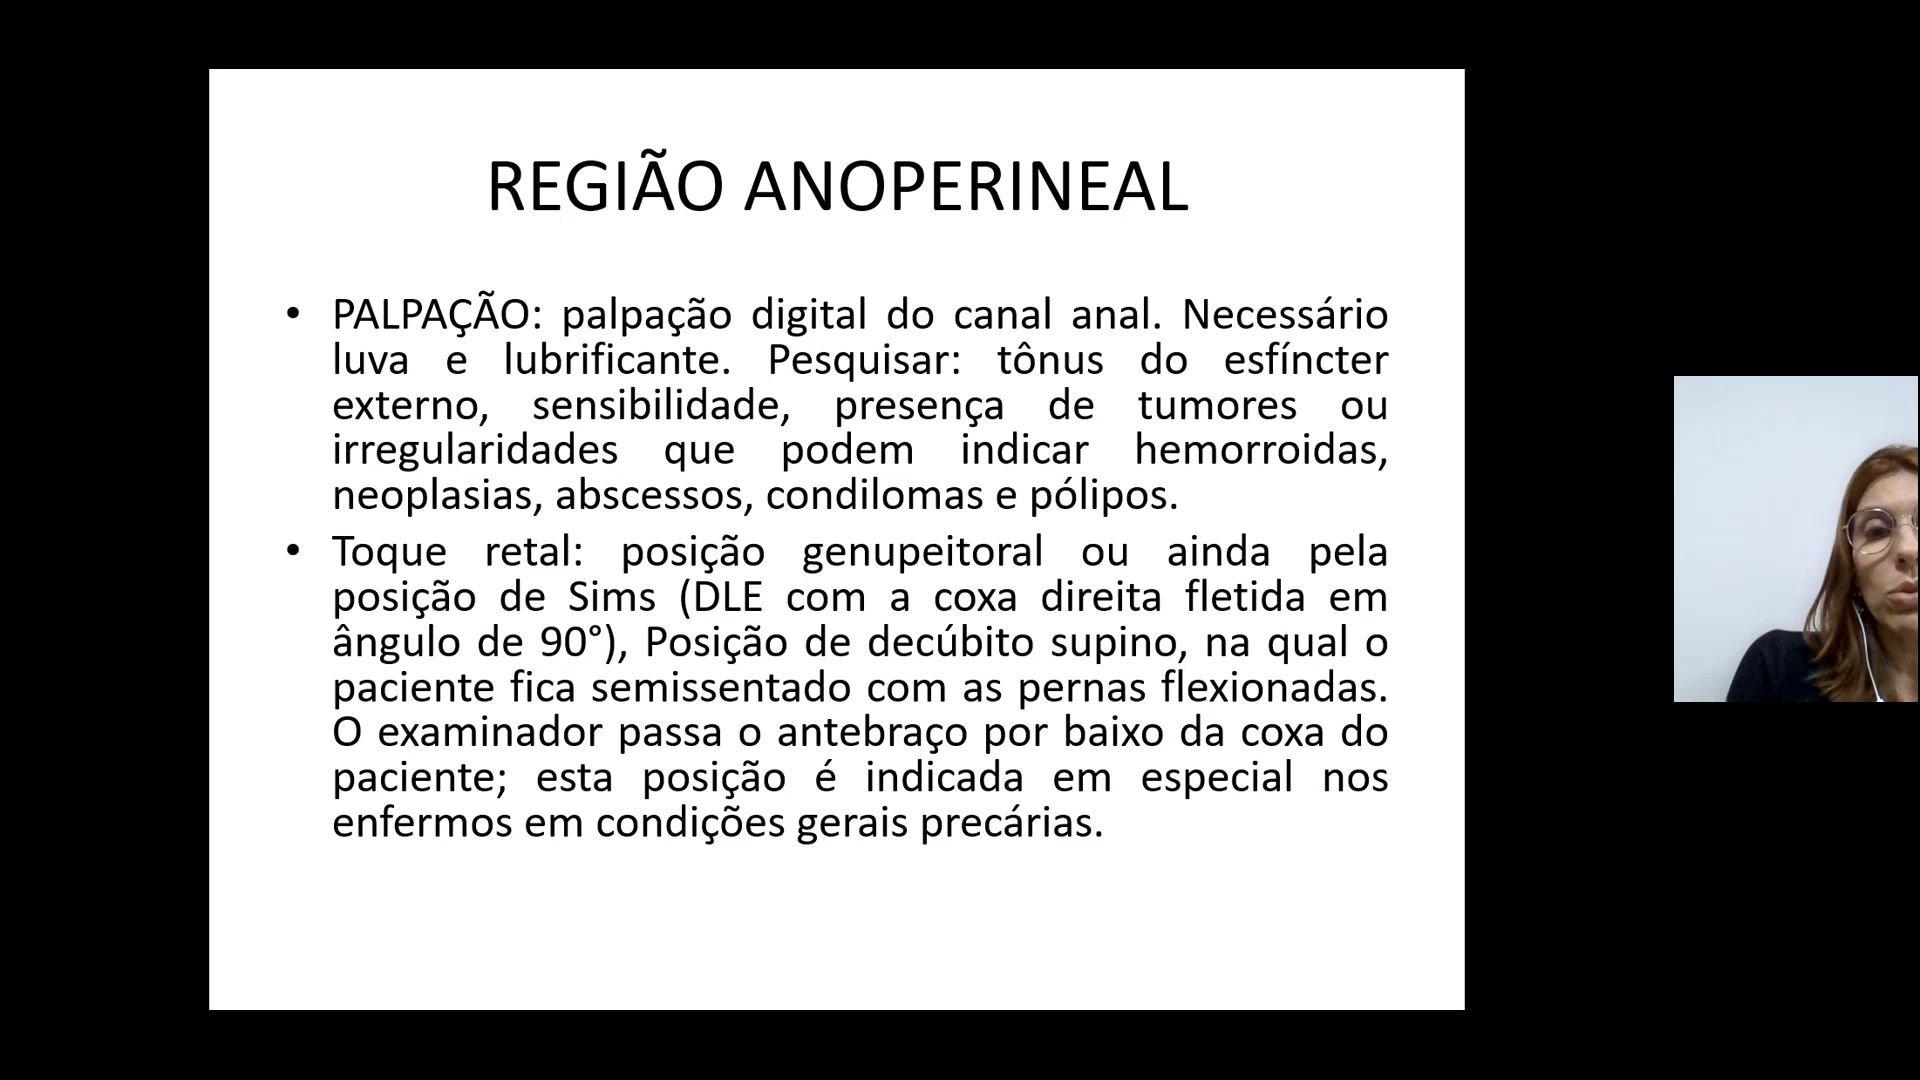 REGIÃO ANOPERINEAL
• PALPAÇÃO: palpação digital do canal anal. Necessário
luva e lubrificante. Pesquisar: tônus do esfíncter
externo, sensibilidade, presença de tumores ou
irregularidades que podem indicar hemorroidas,
neoplasias, abscessos, condilomas e pólipos.
• Toque retal: posição genupeitoral ou ainda pela
posição de Sims (DLE com a coxa direita fletida em
ângulo de 90°), Posição de decúbito supino, na qual o
paciente fica semissentado com as pernas flexionadas.
O examinador passa o antebraço por baixo da coxa do
paciente; esta posição é indicada em especial nos
enfermos em condições gerais precárias.